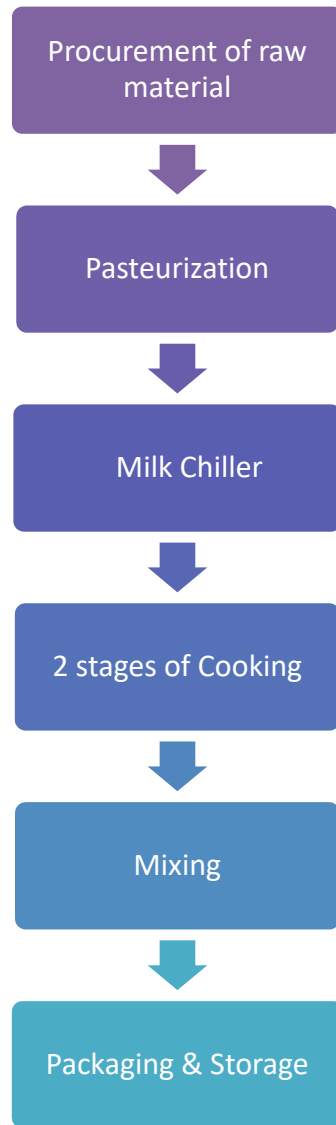 Procurement of raw
material
Pasteurization
Milk Chiller
2 stages of Cooking
Mixing
Packaging & Storage